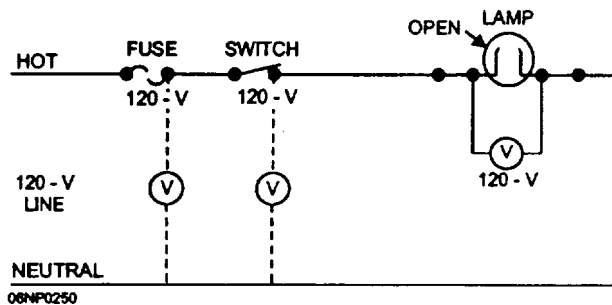 LAMP
OPEN
FUSE SWITCH
HOT
120 - V 120 - V
V
120 - V
V V
120 - V
LINE
NEUTRAL
06NP0250